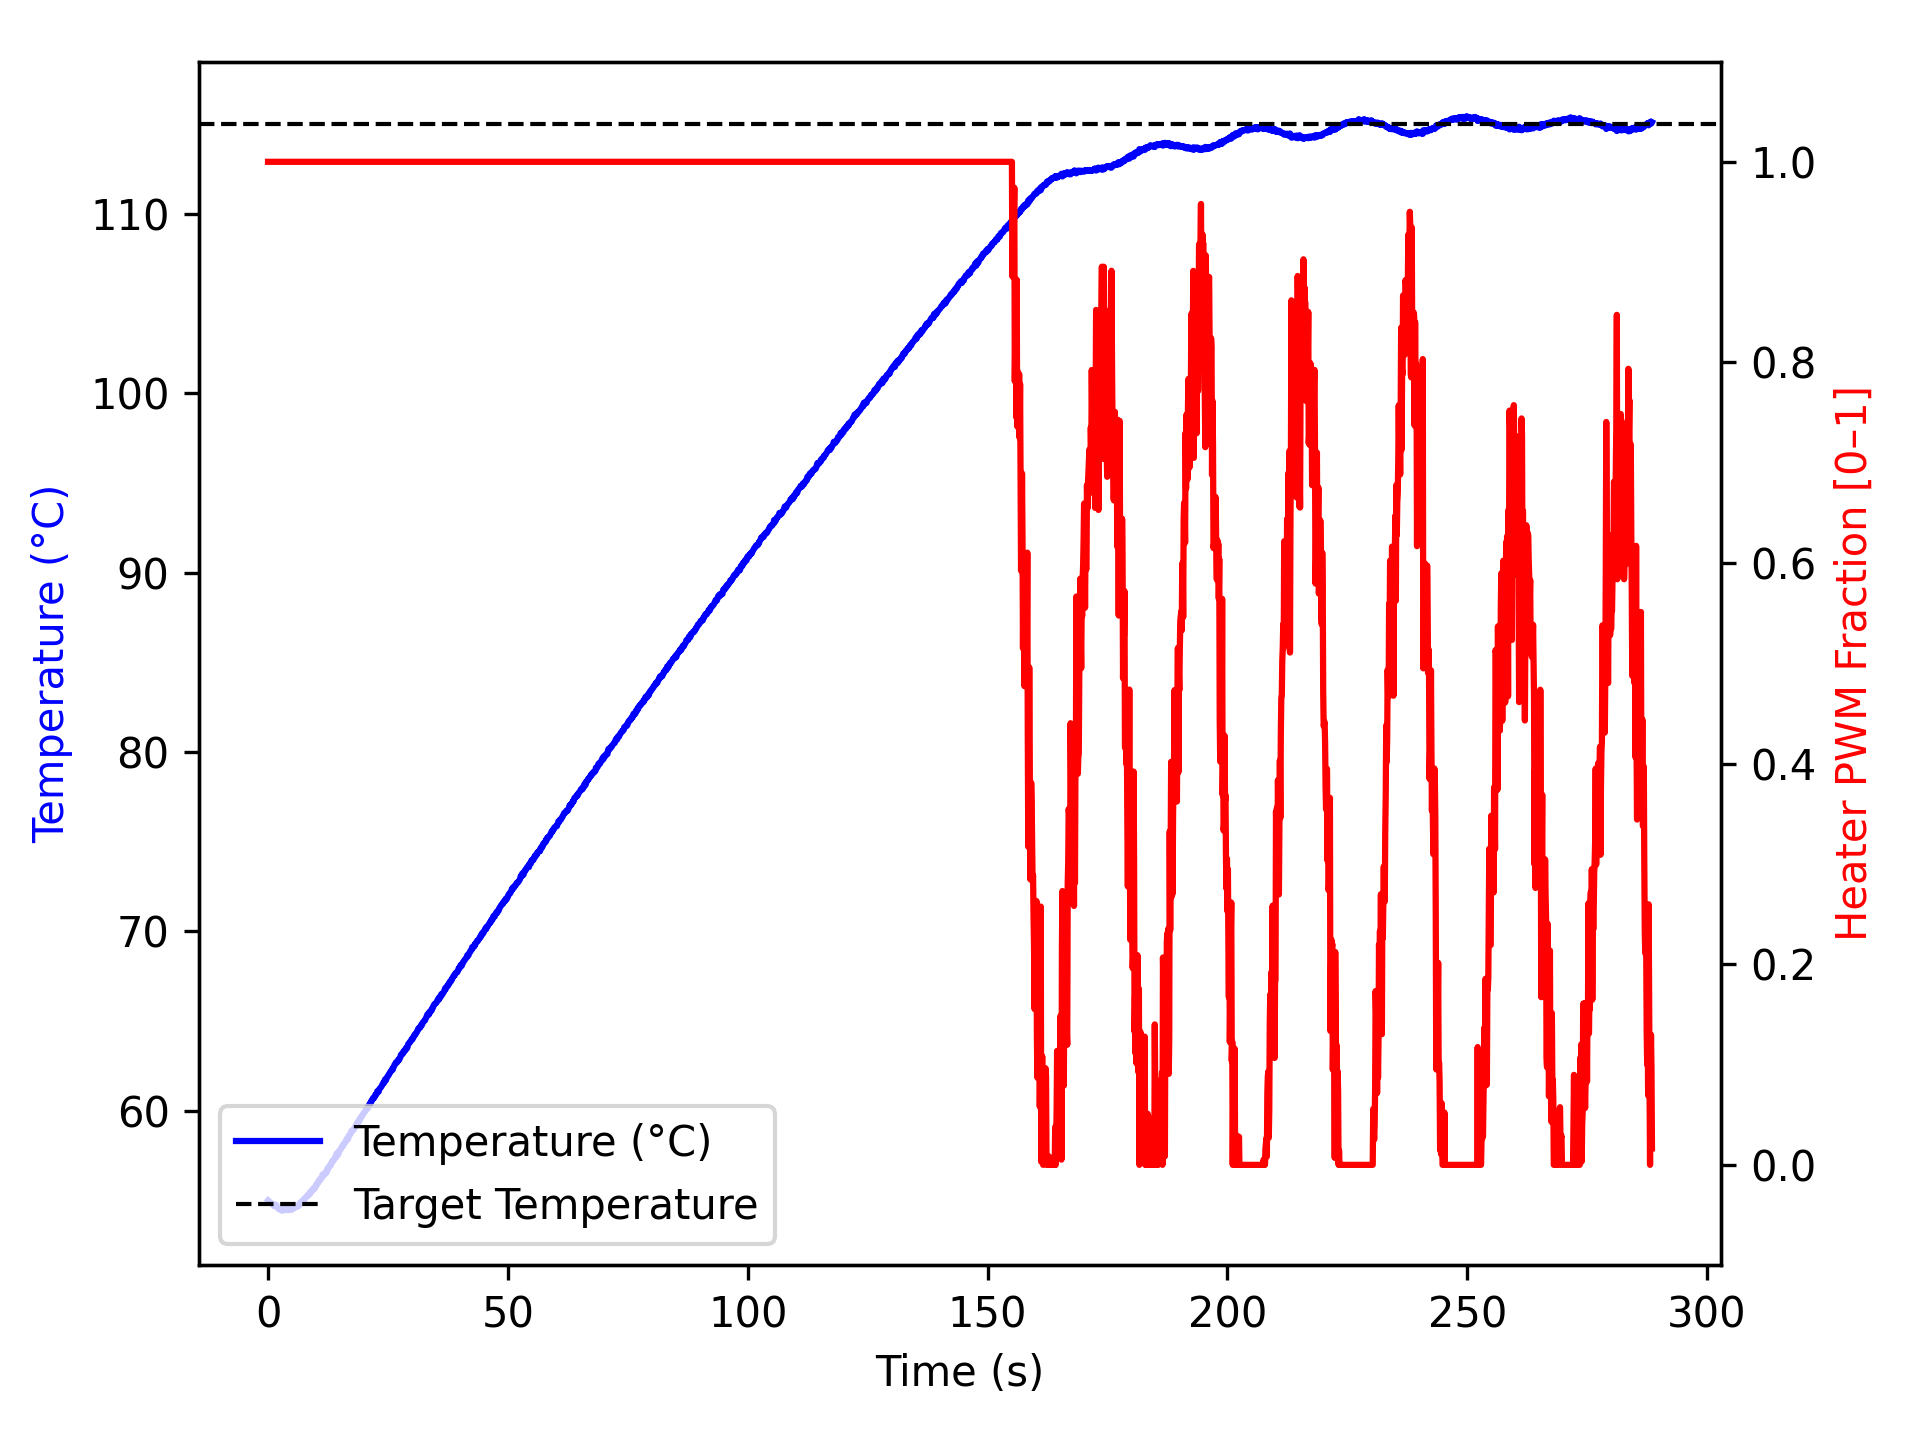 Temperature (°C)
110
100
90
80
70
60
1.0
0.8
0.6
0.4
0.2
0.0
Heater PWM Fraction [0–1]
Temperature (°C)
Target Temperature
0 50 100 150 200 250 300
Time (s)